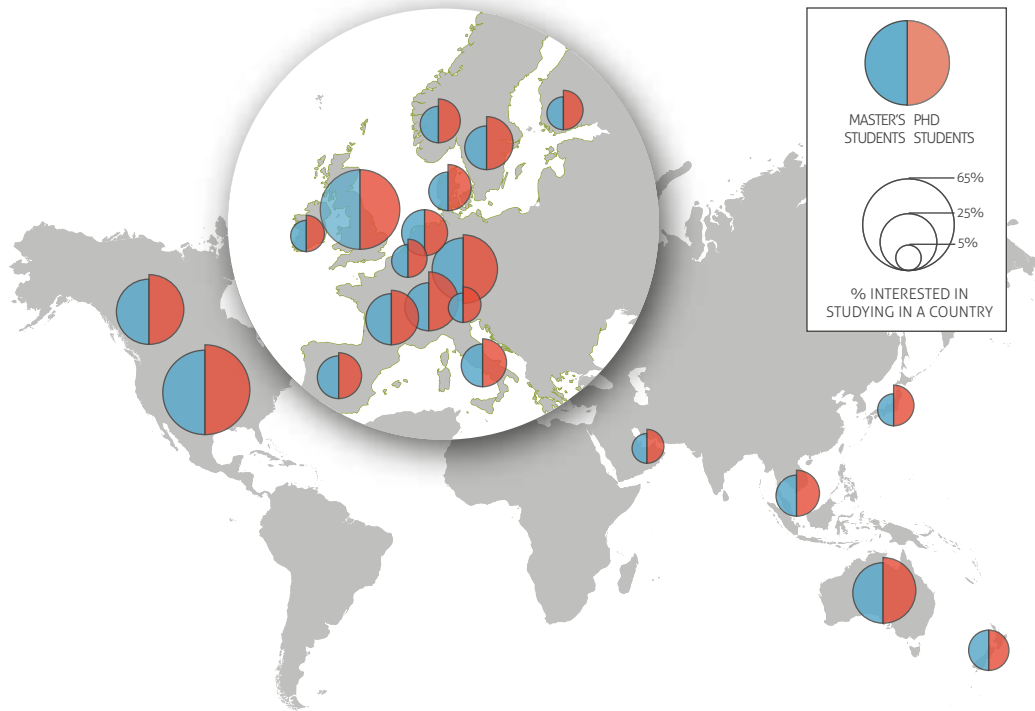 MASTER'S PHD
STUDENTS STUDENTS
65%
25%
5%
% INTERESTED IN
STUDYING IN A COUNTRY